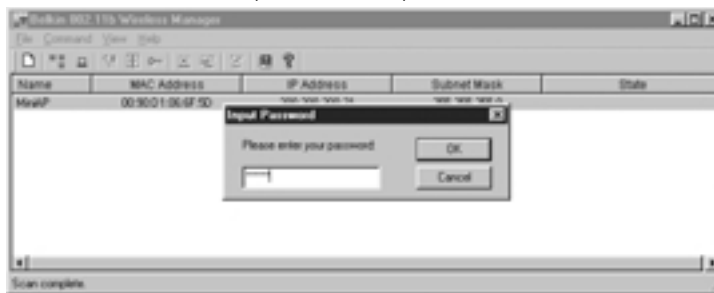 Belkin 802.11b Wireless Manager
File Command View Help
Name MAC Address IP Address Subnet Mask State
00:90:D1:06:6F:5D
Input Password
Please enter your password
OK
Cancel
Scan complete.